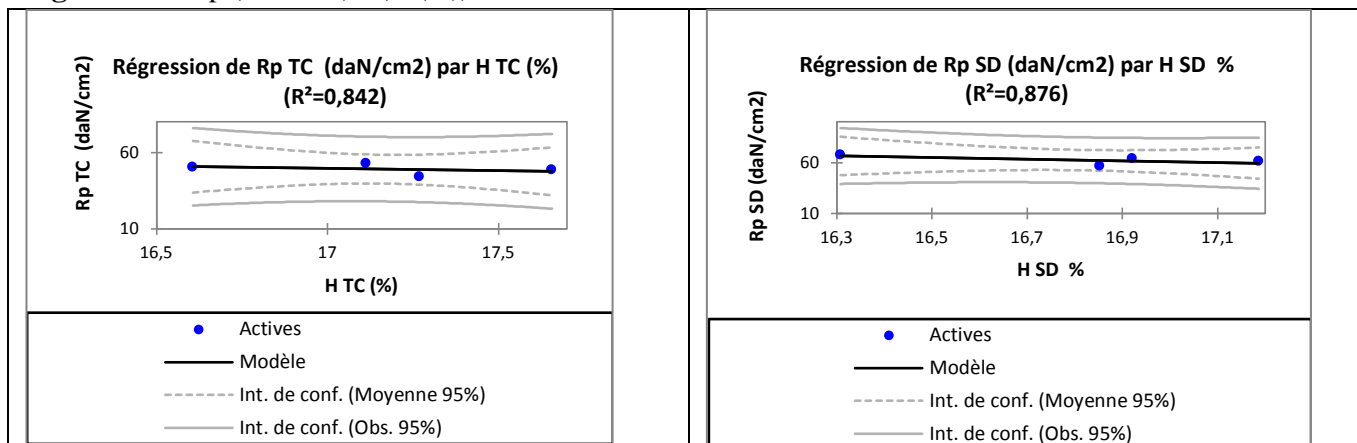 Régression de Rp TC (daN/cm2) par H TC (%)
(R²=0,842)
Rp TC (daN/cm2)
60
10
16,5
17
17,5
H TC (%)
Actives
Modèle
Int. de conf. (Moyenne 95%)
Int. de conf. (Obs. 95%)
Régression de Rp SD (daN/cm2) par H SD %
(R²=0,876)
Rp SD (daN/cm2)
60
10
16,3
16,5
16,7
16,9
17,1
H SD %
Actives
Modèle
Int. de conf. (Moyenne 95%)
Int. de conf. (Obs. 95%)